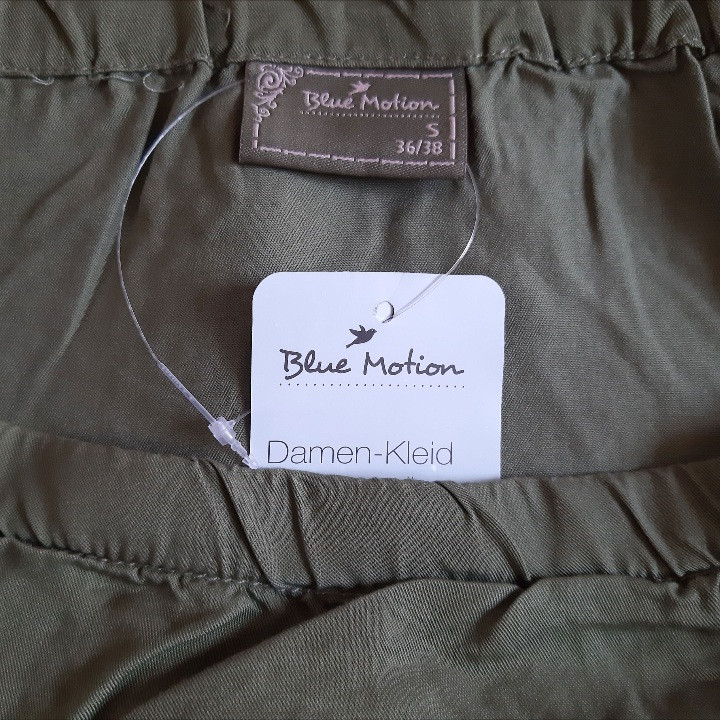 Blue Motion
S
36/38
Blue Motion
Damen-Kleid